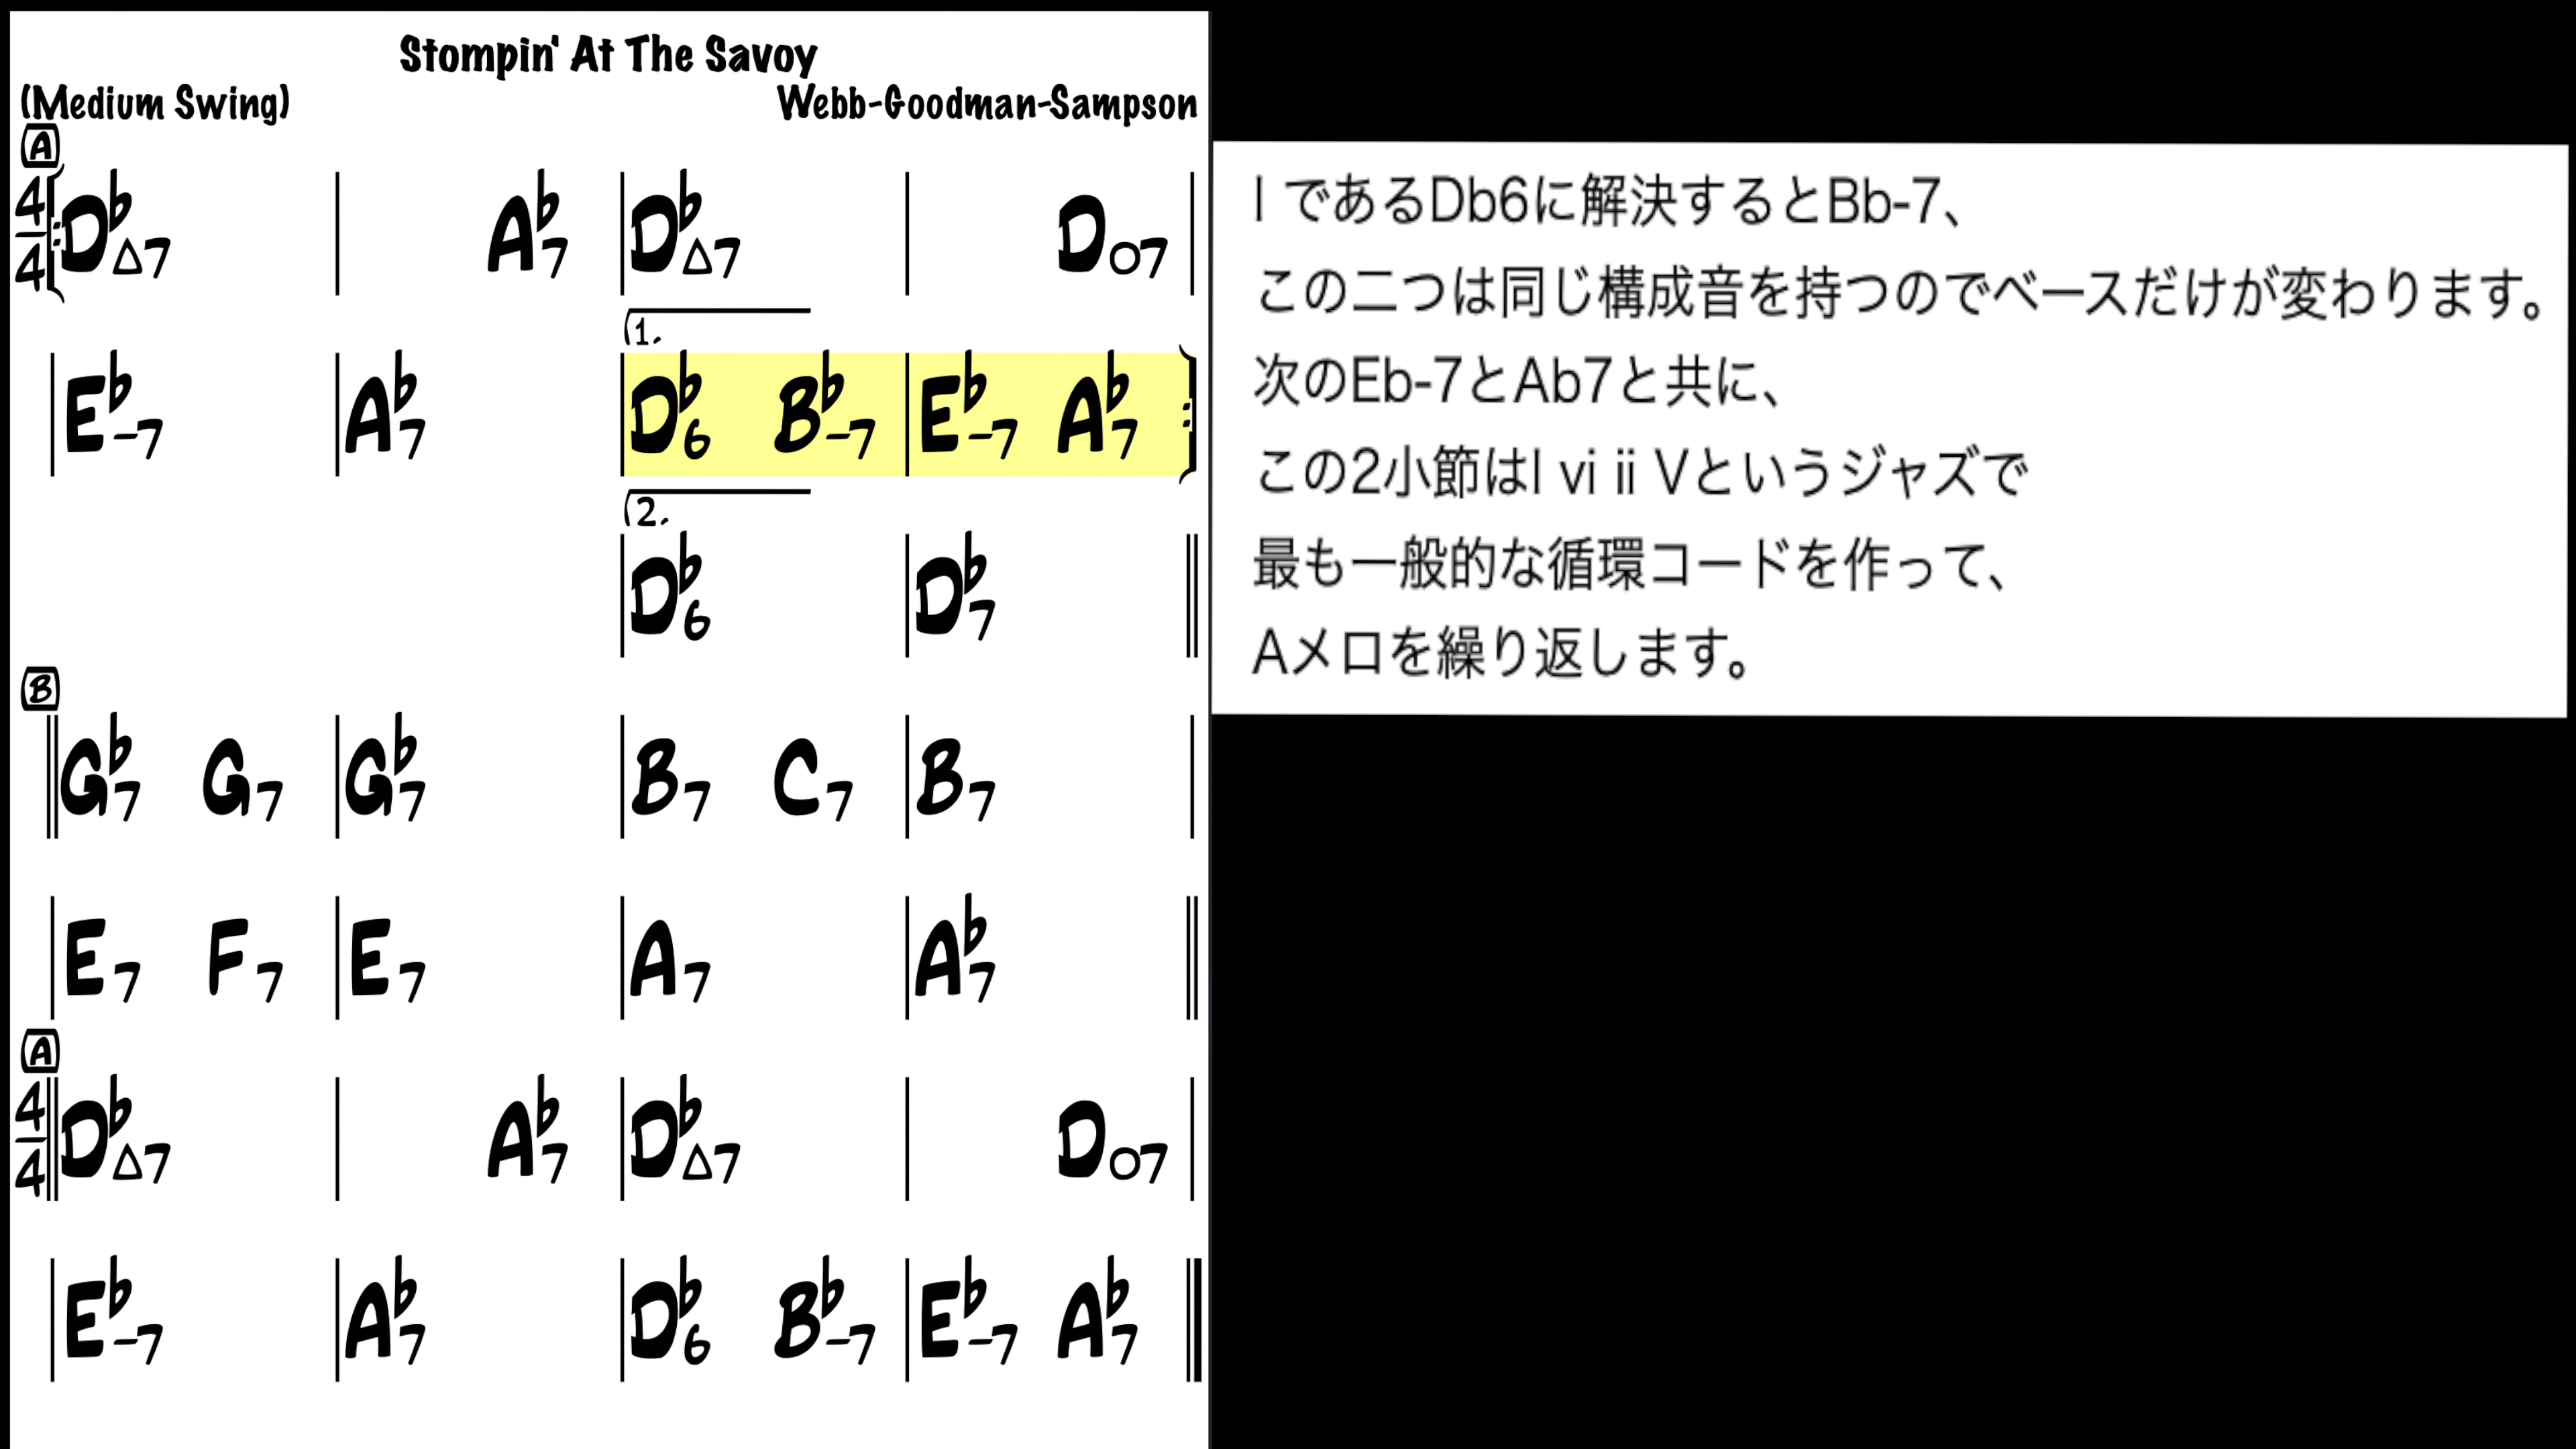 Stompin' At The Savoy
(Medium Swing) Webb-Goodman-Sampson
A
4/4 D♭△7 | A♭7 | D♭△7 | Do7
E♭-7 | A♭7 | 1. D♭6 B♭-7 | E♭-7 A♭7
2. D♭6 | D♭7
B
G♭7 G7 | G♭7 | B7 C7 | B7
E7 F7 | E7 | A7 | A♭7
A
4/4 D♭△7 | A♭7 | D♭△7 | Do7
E♭-7 | A♭7 | D♭6 B♭-7 | E♭-7 A♭7
I であるDb6に解決するとBb-7、
この二つは同じ構成音を持つのでベースだけが変わります。
次のEb-7とAb7と共に、
この2小節はI vi ii Vというジャズで
最も一般的な循環コードを作って、
Aメロを繰り返します。